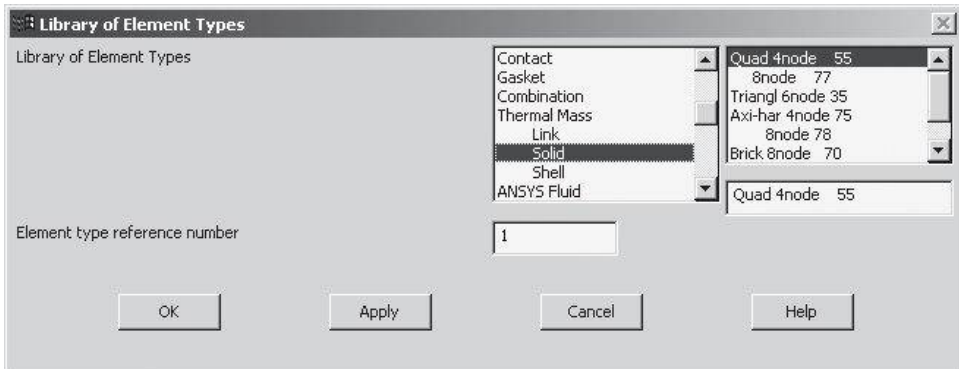 Library of Element Types
Library of Element Types
Contact
Gasket
Combination
Thermal Mass
Link
Solid
Shell
ANSYS Fluid
Quad 4node 55
8node 77
Triangl 6node 35
Axi-har 4node 75
8node 78
Brick 8node 70
Quad 4node 55
Element type reference number
1
OK
Apply
Cancel
Help